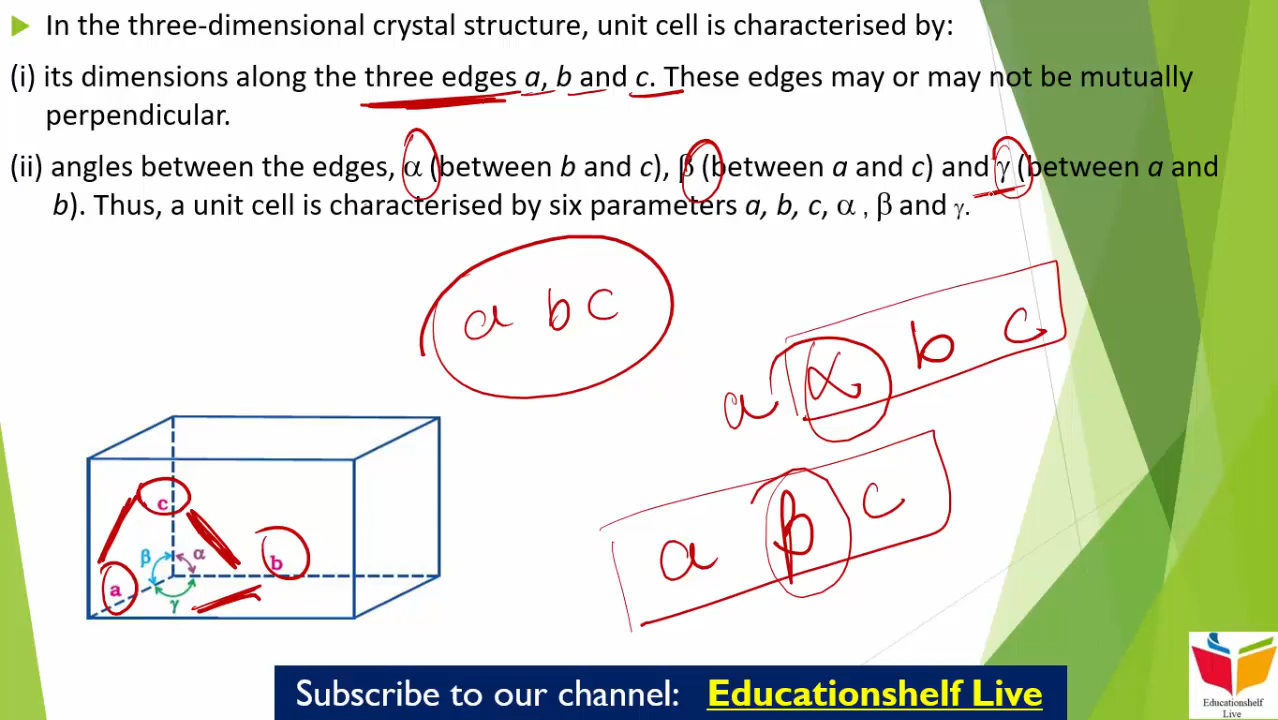 In the three-dimensional crystal structure, unit cell is characterised by:
(i) its dimensions along the three edges a, b and c. These edges may or may not be mutually
perpendicular.
(ii) angles between the edges, α (between b and c), β (between a and c) and γ (between a and
b). Thus, a unit cell is characterised by six parameters a, b, c, α , β and γ.
a b c
a α b c
a β c
c
β α b
a
γ
Subscribe to our channel: Educationshelf Live
Educationshelf
Live